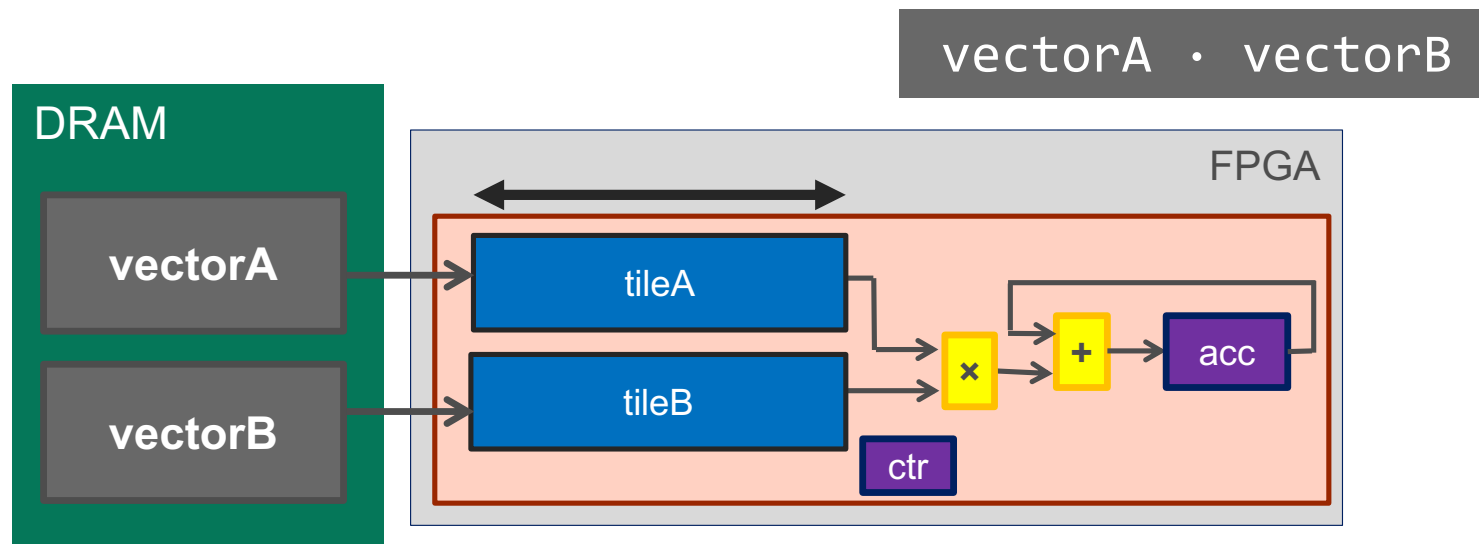 vectorA · vectorB
DRAM
FPGA
vectorA
tileA
vectorB
tileB
×
+
acc
ctr